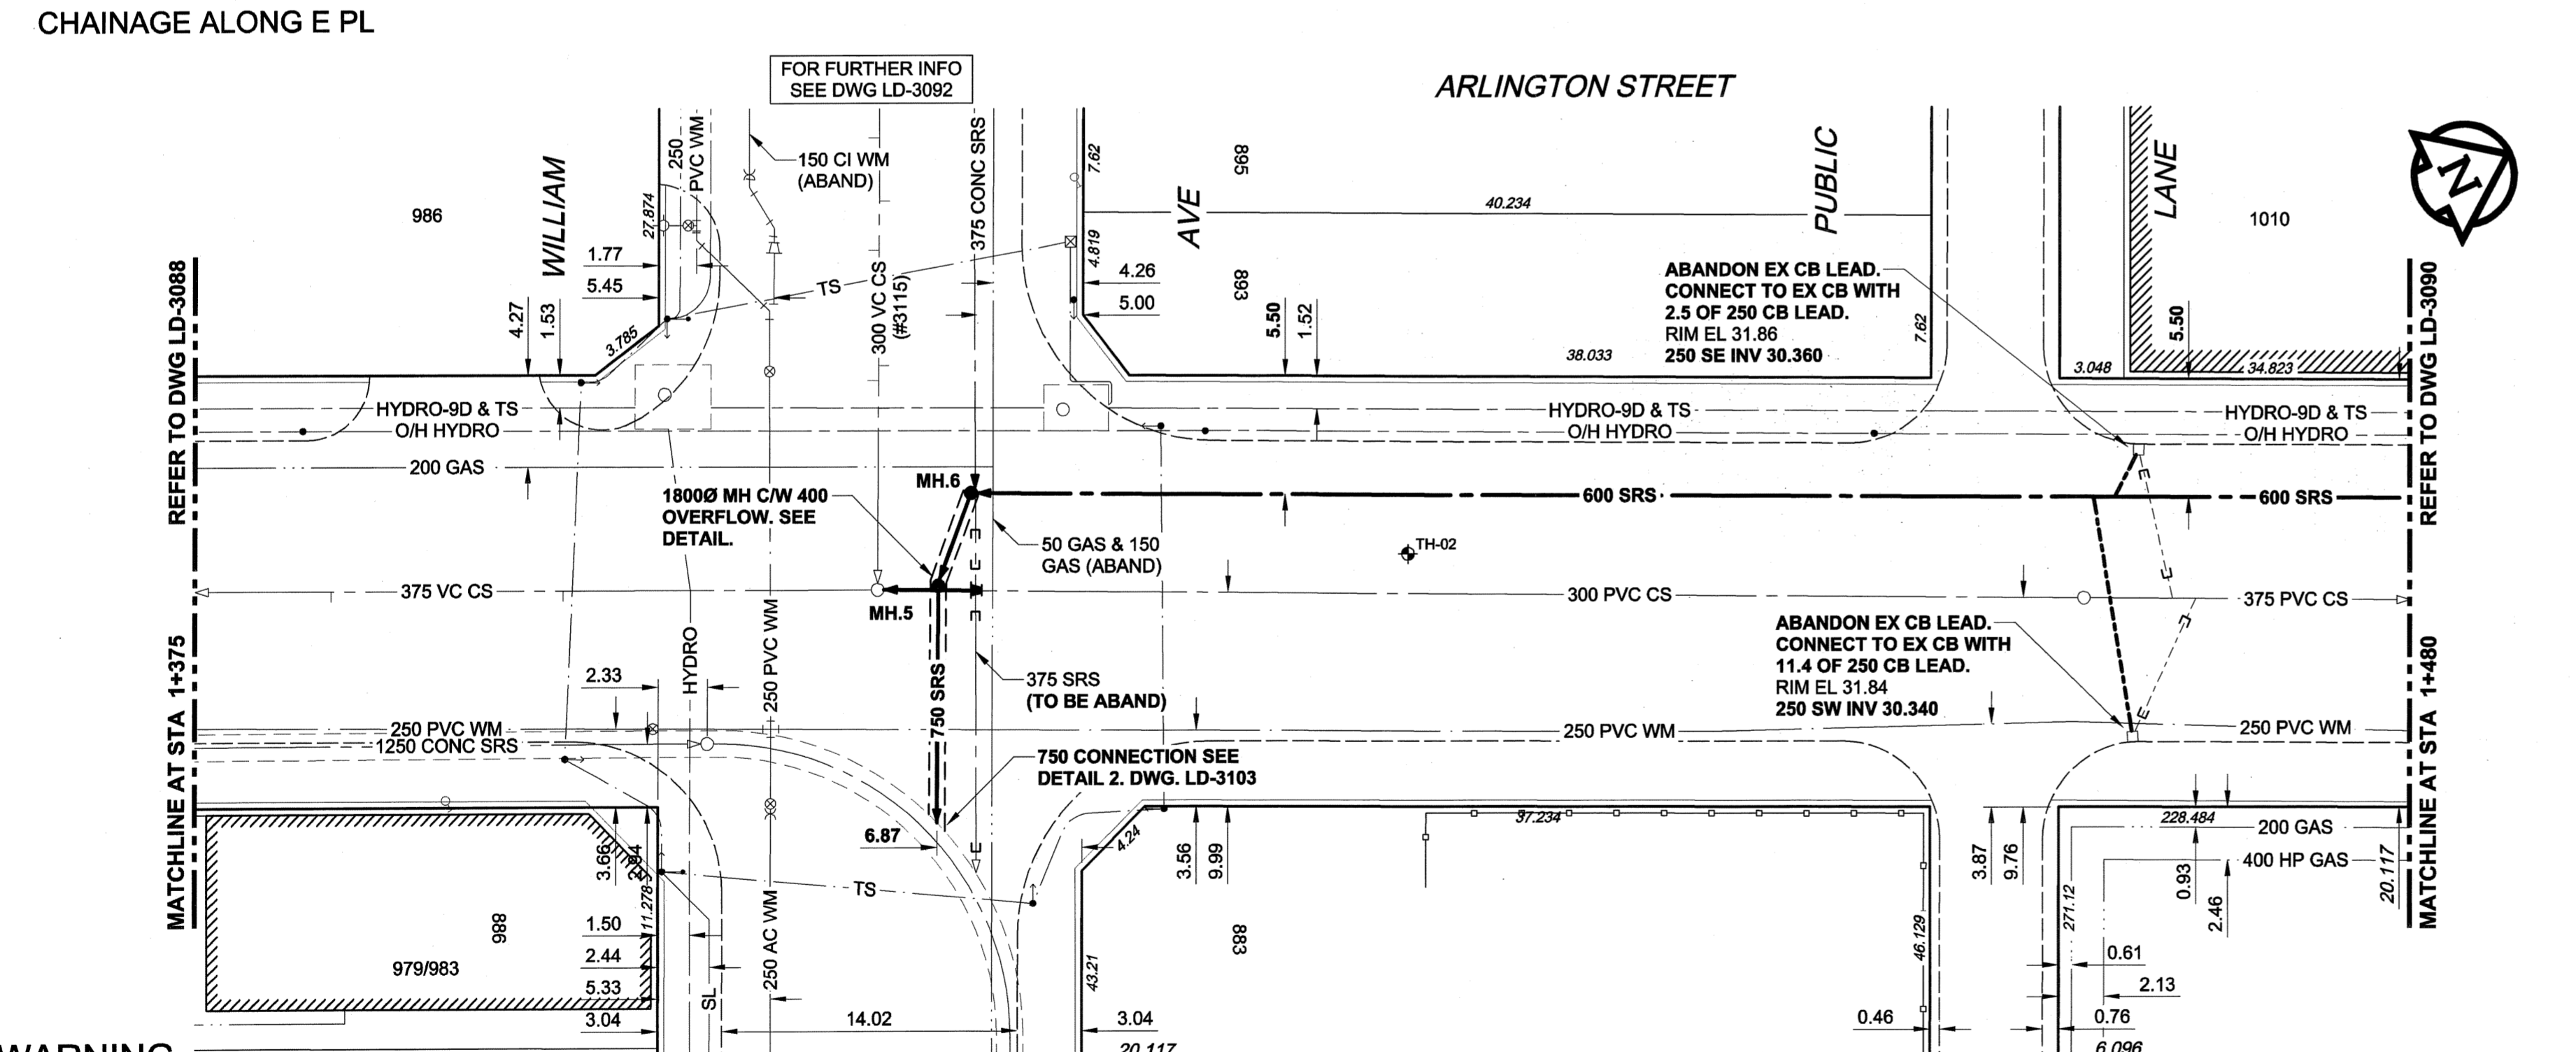 CHAINAGE ALONG E PL
FOR FURTHER INFO
SEE DWG LD-3092
ARLINGTON STREET
WILLIAM
AVE
PUBLIC
LANE
N
986
895
893
1010
250
PVC WM
150 CI WM
(ABAND)
375 CONC SRS
300 VC CS
(#3115)
27.874
7.62
4.819
40.234
1.77
5.45
4.26
5.00
4.27
1.53
3.785
TS
5.50
1.52
38.033
7.62
3.048
34.823
5.50
ABANDON EX CB LEAD.
CONNECT TO EX CB WITH
2.5 OF 250 CB LEAD.
RIM EL 31.86
250 SE INV 30.360
REFER TO DWG LD-3088
REFER TO DWG LD-3090
HYDRO-9D & TS
O/H HYDRO
HYDRO-9D & TS
O/H HYDRO
HYDRO-9D & TS
O/H HYDRO
200 GAS
MH.6
600 SRS
600 SRS
1800Ø MH C/W 400
OVERFLOW. SEE
DETAIL.
50 GAS & 150
GAS (ABAND)
TH-02
375 VC CS
MH.5
300 PVC CS
375 PVC CS
ABANDON EX CB LEAD.
CONNECT TO EX CB WITH
11.4 OF 250 CB LEAD.
RIM EL 31.84
250 SW INV 30.340
MATCHLINE AT STA 1+375
MATCHLINE AT STA 1+480
2.33
HYDRO
250 PVC WM
750 SRS
375 SRS
(TO BE ABAND)
250 PVC WM
1250 CONC SRS
250 PVC WM
250 PVC WM
750 CONNECTION SEE
DETAIL 2. DWG. LD-3103
6.87
4.24
3.66
11.278
TS
3.56
9.99
37.234
3.87
9.76
228.484
200 GAS
400 HP GAS
0.93
2.46
20.117
986
979/983
1.50
2.44
5.33
3.04
SL
250 AC WM
14.02
43.21
3.04
20.117
883
46.129
0.46
271.12
0.61
2.13
0.76
6.096
WARNING